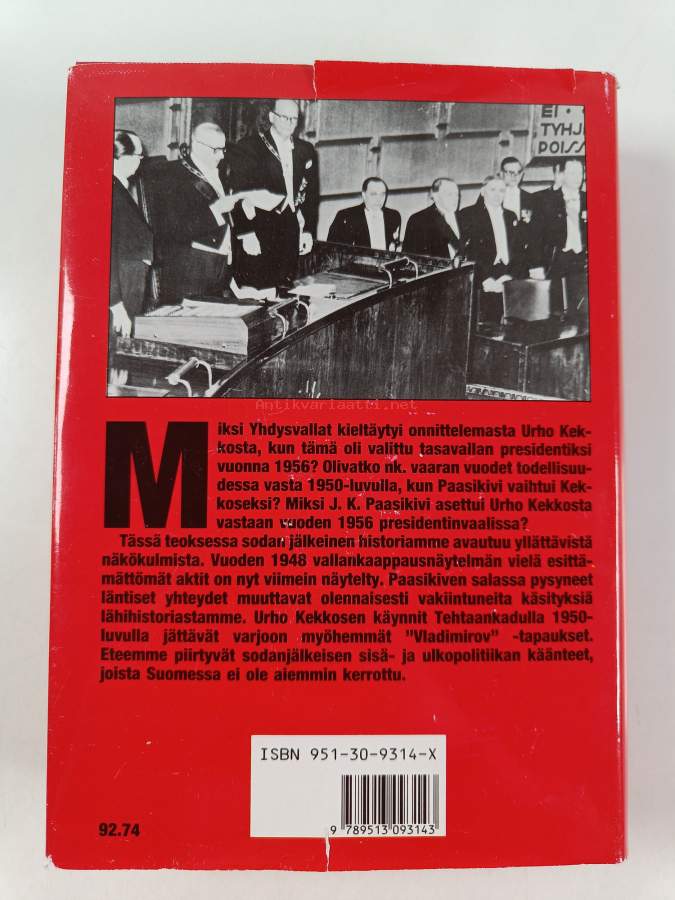 EI
TYHJI
POISS
Antikvariaatti.net
Miksi Yhdysvallat kieltäytyi onnittelemasta Urho Kek-
kosta, kun tämä oli valittu tasavallan presidentiksi
vuonna 1956? Olivatko nk. vaaran vuodet todellisuu-
dessa vasta 1950-luvulla, kun Paasikivi vaihtui Kek-
koseksi? Miksi J. K. Paasikivi asettui Urho Kekkosta
vastaan vuoden 1956 presidentinvaalissa?
Tässä teoksessa sodan jälkeinen historiamme avautuu yllättävistä
näkökulmista. Vuoden 1948 vallankaappausnäytelmän vielä esittä-
mättömät aktit on nyt viimein näytelty. Paasikiven salassa pysyneet
läntiset yhteydet muuttavat olennaisesti vakiintuneita käsityksiä
lähihistoriastamme. Urho Kekkosen käynnit Tehtaankadulla 1950-
luvulla jättävät varjoon myöhemmät "Vladimirov" -tapaukset.
Eteemme piirtyvät sodanjälkeisen sisä- ja ulkopolitiikan käänteet,
joista Suomessa ei ole aiemmin kerrottu.
ISBN 951-30-9314-X
9 789513 093143
92.74